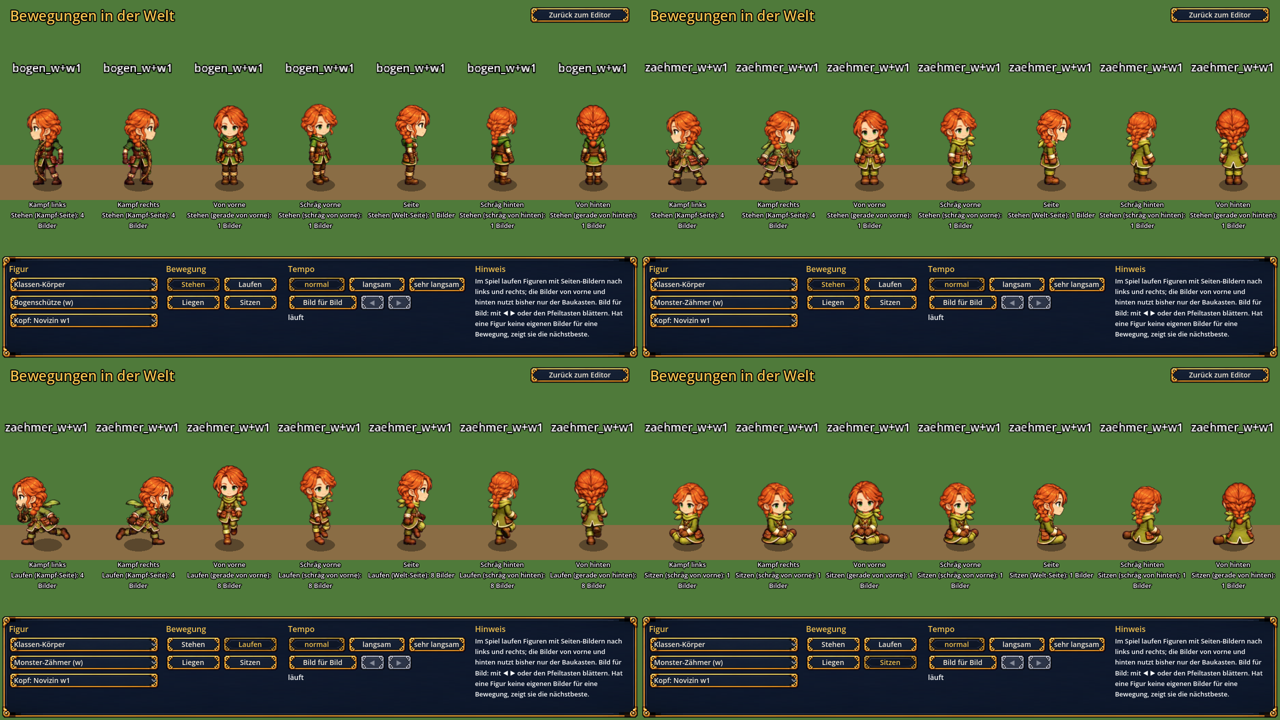 Bewegungen in der Welt
Zurück zum Editor
bogen_w+w1 bogen_w+w1 bogen_w+w1 bogen_w+w1 bogen_w+w1 bogen_w+w1 bogen_w+w1
Kampf links Kampf rechts Von vorne Schräg vorne Seite Schräg hinten Von hinten
Stehen (Kampf-Seite): 4 Stehen (Kampf-Seite): 4 Stehen (gerade von vorne): Stehen (schräg von vorne): Stehen (Welt-Seite): 1 Bilder Stehen (schräg von hinten): Stehen (gerade von hinten):
Bilder Bilder 1 Bilder 1 Bilder 1 Bilder 1 Bilder
Figur Bewegung Tempo Hinweis
Klassen-Körper Stehen Laufen normal langsam sehr langsam
Bogenschütze (w) Liegen Sitzen Bild für Bild ◀ ▶
Kopf: Novizin w1 läuft
Im Spiel laufen Figuren mit Seiten-Bildern nach
links und rechts; die Bilder von vorne und
hinten nutzt bisher nur der Baukasten. Bild für
Bild: mit ◀ ▶ oder den Pfeiltasten blättern. Hat
eine Figur keine eigenen Bilder für eine
Bewegung, zeigt sie die nächstbeste.
Bewegungen in der Welt
Zurück zum Editor
zaehmer_w+w1 zaehmer_w+w1 zaehmer_w+w1 zaehmer_w+w1 zaehmer_w+w1 zaehmer_w+w1 zaehmer_w+w1
Kampf links Kampf rechts Von vorne Schräg vorne Seite Schräg hinten Von hinten
Stehen (Kampf-Seite): 4 Stehen (Kampf-Seite): 4 Stehen (gerade von vorne): Stehen (schräg von vorne): Stehen (Welt-Seite): 1 Bilder Stehen (schräg von hinten): Stehen (gerade von hinten):
Bilder Bilder 1 Bilder 1 Bilder 1 Bilder 1 Bilder
Figur Bewegung Tempo Hinweis
Klassen-Körper Stehen Laufen normal langsam sehr langsam
Monster-Zähmer (w) Liegen Sitzen Bild für Bild ◀ ▶
Kopf: Novizin w1 läuft
Im Spiel laufen Figuren mit Seiten-Bildern nach
links und rechts; die Bilder von vorne und
hinten nutzt bisher nur der Baukasten. Bild für
Bild: mit ◀ ▶ oder den Pfeiltasten blättern. Hat
eine Figur keine eigenen Bilder für eine
Bewegung, zeigt sie die nächstbeste.
Bewegungen in der Welt
Zurück zum Editor
zaehmer_w+w1 zaehmer_w+w1 zaehmer_w+w1 zaehmer_w+w1 zaehmer_w+w1 zaehmer_w+w1 zaehmer_w+w1
Kampf links Kampf rechts Von vorne Schräg vorne Seite Schräg hinten Von hinten
Laufen (Kampf-Seite): 4 Laufen (Kampf-Seite): 4 Laufen (gerade von vorne): Laufen (schräg von vorne): Laufen (Welt-Seite): 8 Bilder Laufen (schräg von hinten): Laufen (gerade von hinten):
Bilder Bilder 8 Bilder 8 Bilder 8 Bilder 8 Bilder
Figur Bewegung Tempo Hinweis
Klassen-Körper Stehen Laufen normal langsam sehr langsam
Monster-Zähmer (w) Liegen Sitzen Bild für Bild ◀ ▶
Kopf: Novizin w1 läuft
Im Spiel laufen Figuren mit Seiten-Bildern nach
links und rechts; die Bilder von vorne und
hinten nutzt bisher nur der Baukasten. Bild für
Bild: mit ◀ ▶ oder den Pfeiltasten blättern. Hat
eine Figur keine eigenen Bilder für eine
Bewegung, zeigt sie die nächstbeste.
Bewegungen in der Welt
Zurück zum Editor
zaehmer_w+w1 zaehmer_w+w1 zaehmer_w+w1 zaehmer_w+w1 zaehmer_w+w1 zaehmer_w+w1 zaehmer_w+w1
Kampf links Kampf rechts Von vorne Schräg vorne Seite Schräg hinten Von hinten
Sitzen (schräg von vorne): 1 Sitzen (schräg von vorne): 1 Sitzen (gerade von vorne): 1 Sitzen (schräg von vorne): 1 Sitzen (Welt-Seite): 1 Bilder Sitzen (schräg von hinten): 1 Sitzen (gerade von hinten):
Bilder Bilder Bilder Bilder Bilder 1 Bilder
Figur Bewegung Tempo Hinweis
Klassen-Körper Stehen Laufen normal langsam sehr langsam
Monster-Zähmer (w) Liegen Sitzen Bild für Bild ◀ ▶
Kopf: Novizin w1 läuft
Im Spiel laufen Figuren mit Seiten-Bildern nach
links und rechts; die Bilder von vorne und
hinten nutzt bisher nur der Baukasten. Bild für
Bild: mit ◀ ▶ oder den Pfeiltasten blättern. Hat
eine Figur keine eigenen Bilder für eine
Bewegung, zeigt sie die nächstbeste.